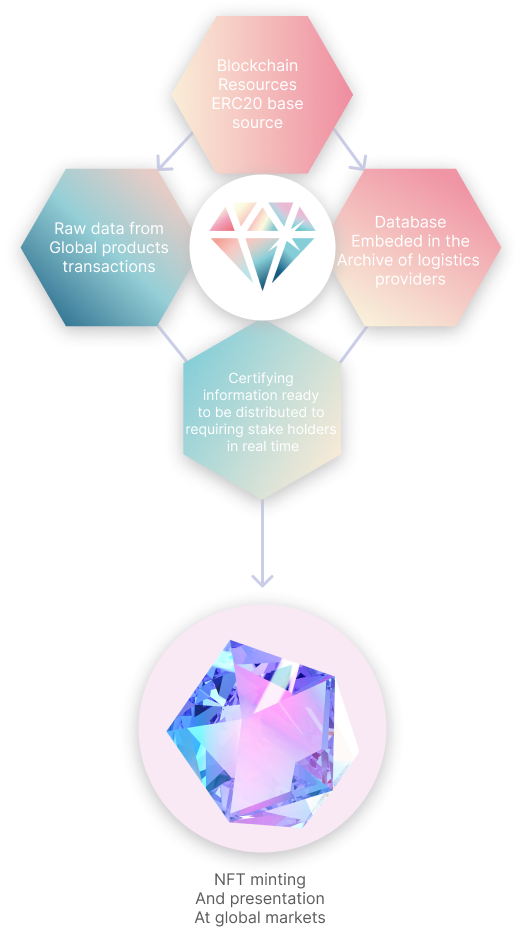 Blockchain
Resources
ERC20 base
source
Raw data from
Global products
transactions
Database
Embeded in the
Archive of logistics
providers
Certifying
information ready
to be distributed to
requiring stake holders
in real time
NFT minting
And presentation
At global markets